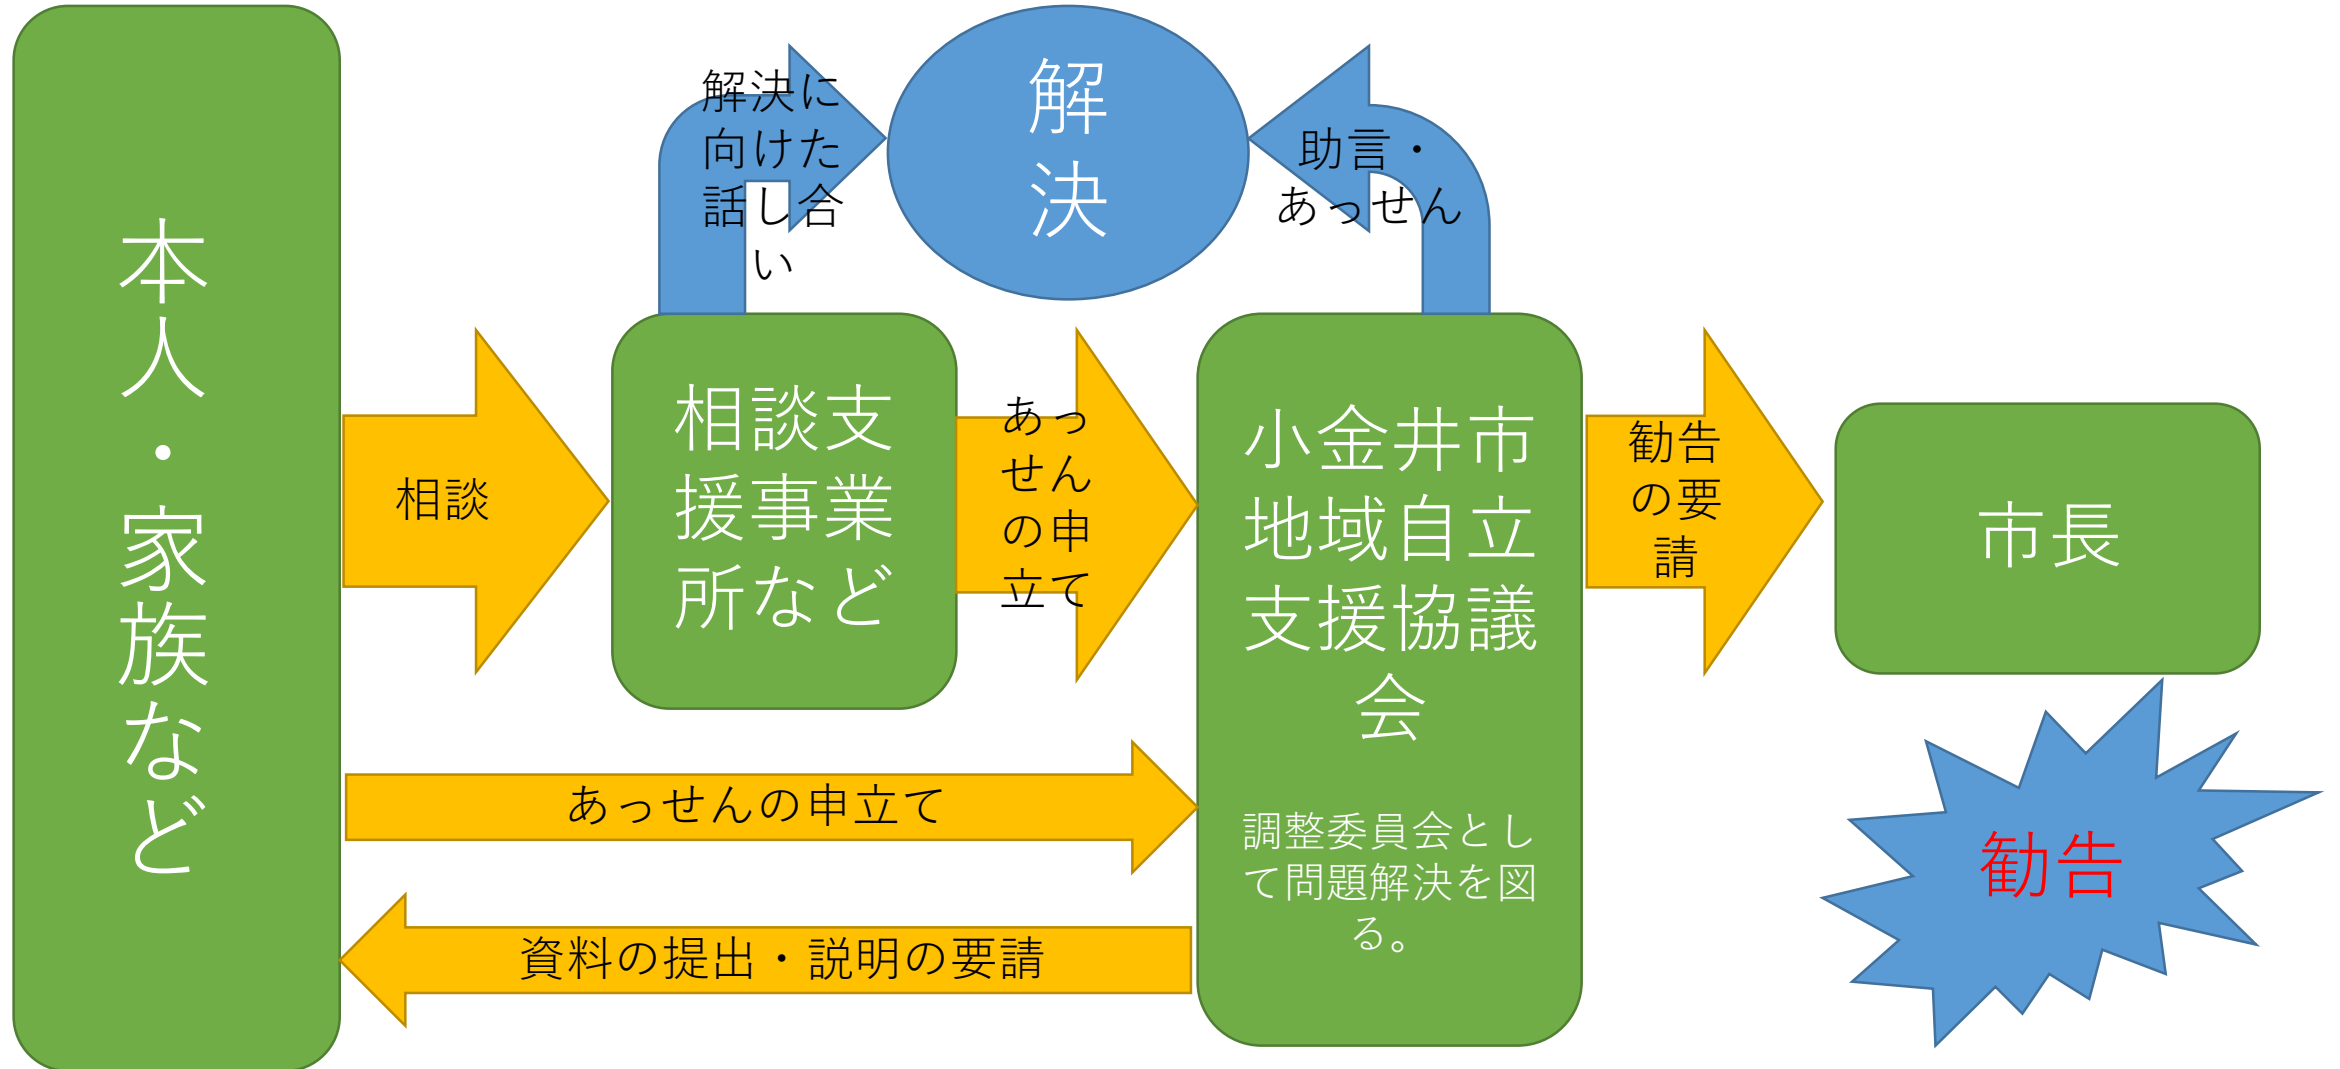 本人・家族など
相談
解決に
向けた
話し合
い
解
決
助言・
あっせん
相談支
援事業
所など
あっ
せん
の申
立て
小金井市
地域自立
支援協議
会
調整委員会とし
て問題解決を図
る。
勧告
の要
請
市長
勧告
あっせんの申立て
資料の提出・説明の要請